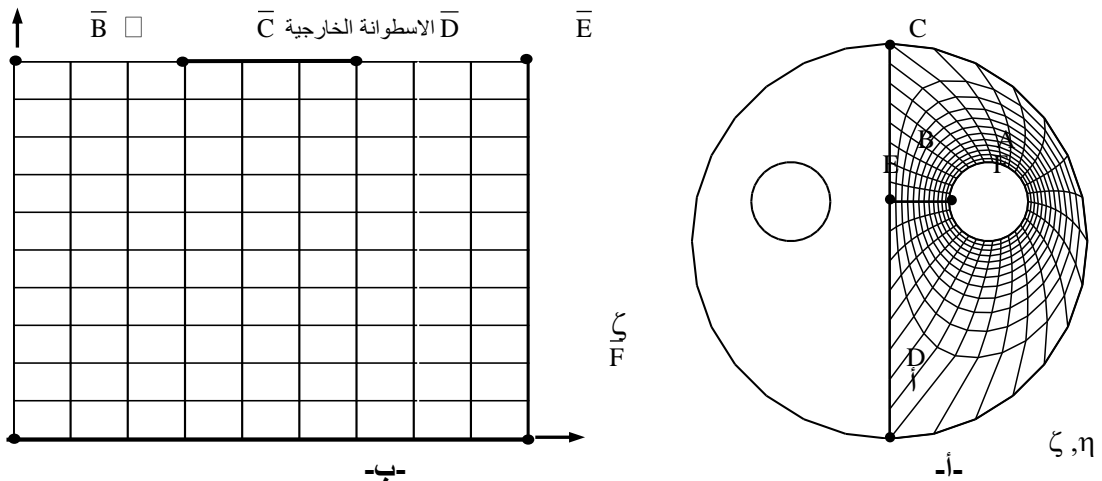 B̅ □ C̅ الاسطوانة الخارجية D̅ E̅
C
B A
E F
ζ
F̅
D
أ
ζ ,η
-ب-
-أ-